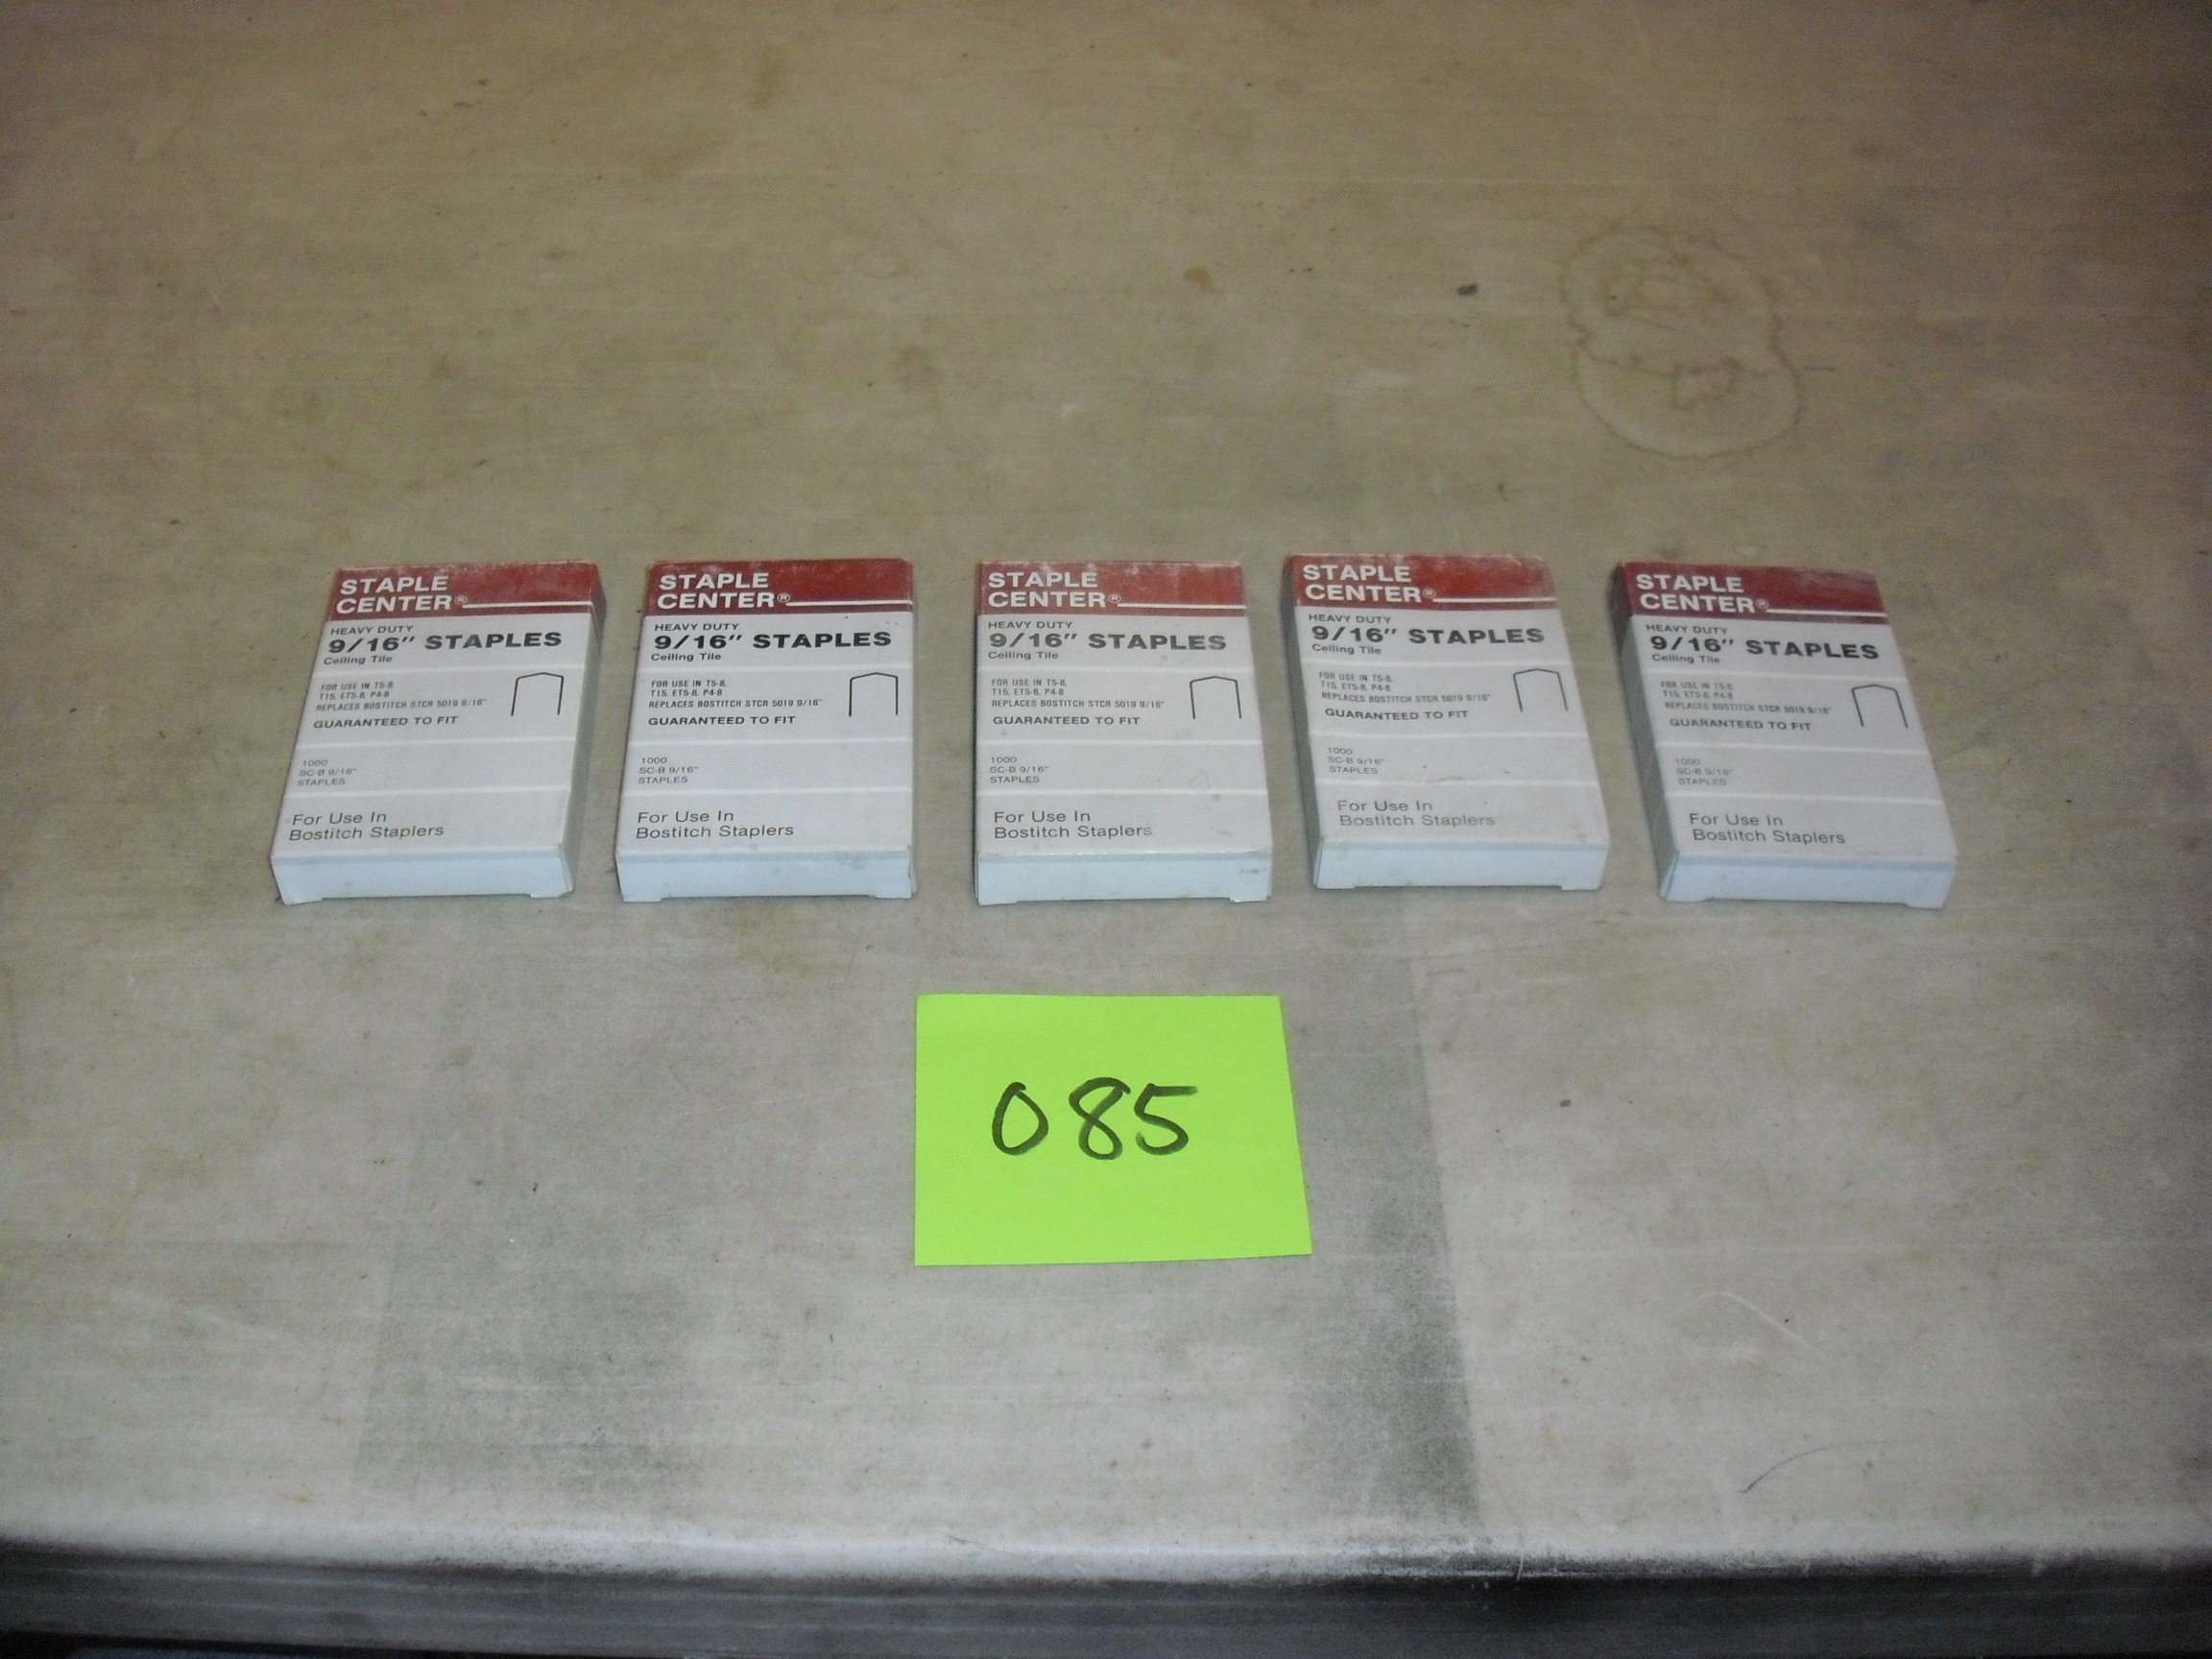 STAPLE
CENTER®
HEAVY DUTY
9/16" STAPLES
Ceiling Tile
FOR USE IN T5-8,
T15, ET5-8, P4-8
REPLACES BOSTITCH STCR 5019 9/16"
GUARANTEED TO FIT
1000
SC-B 9/16"
STAPLES
For Use In
Bostitch Staplers
STAPLE
CENTER®
HEAVY DUTY
9/16" STAPLES
Ceiling Tile
FOR USE IN T5-8,
T15, ET5-8, P4-8
REPLACES BOSTITCH STCR 5019 9/16"
GUARANTEED TO FIT
1000
SC-B 9/16"
STAPLES
For Use In
Bostitch Staplers
STAPLE
CENTER®
HEAVY DUTY
9/16" STAPLES
Ceiling Tile
FOR USE IN T5-8,
T15, ET5-8, P4-8
REPLACES BOSTITCH STCR 5019 9/16"
GUARANTEED TO FIT
1000
SC-B 9/16"
STAPLES
For Use In
Bostitch Staplers
STAPLE
CENTER®
HEAVY DUTY
9/16" STAPLES
Ceiling Tile
FOR USE IN T5-8,
T15, ET5-8, P4-8
REPLACES BOSTITCH STCR 5019 9/16"
GUARANTEED TO FIT
1000
SC-B 9/16"
STAPLES
For Use In
Bostitch Staplers
STAPLE
CENTER®
HEAVY DUTY
9/16" STAPLES
Ceiling Tile
FOR USE IN T5-8,
T15, ET5-8, P4-8
REPLACES BOSTITCH STCR 5019 9/16"
GUARANTEED TO FIT
1000
SC-B 9/16"
STAPLES
For Use In
Bostitch Staplers
085